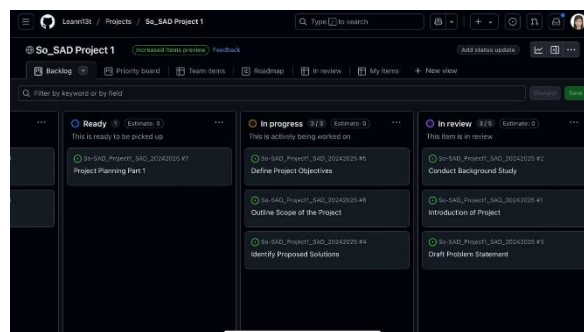 Leann13t / Projects / So_SAD Project 1
Type / to search
So_SAD Project 1
Increased items preview
Feedback
Add status update
Backlog
Priority board
Team items
Roadmap
In review
My items
+ New view
Filter by keyword or by field
Discard
Save
Ready 1 Estimate: 0
This is ready to be picked up
So-SAD_Project1_SAD_20242025 #7
Project Planning Part 1
In progress 3 / 3 Estimate: 0
This is actively being worked on
So-SAD_Project1_SAD_20242025 #5
Define Project Objectives
So-SAD_Project1_SAD_20242025 #6
Outline Scope of the Project
So-SAD_Project1_SAD_20242025 #4
Identify Proposed Solutions
In review 3 / 5 Estimate: 0
This item is in review
So-SAD_Project1_SAD_20242025 #2
Conduct Background Study
So-SAD_Project1_SAD_20242025 #1
Introduction of Project
So-SAD_Project1_SAD_20242025 #3
Draft Problem Statement